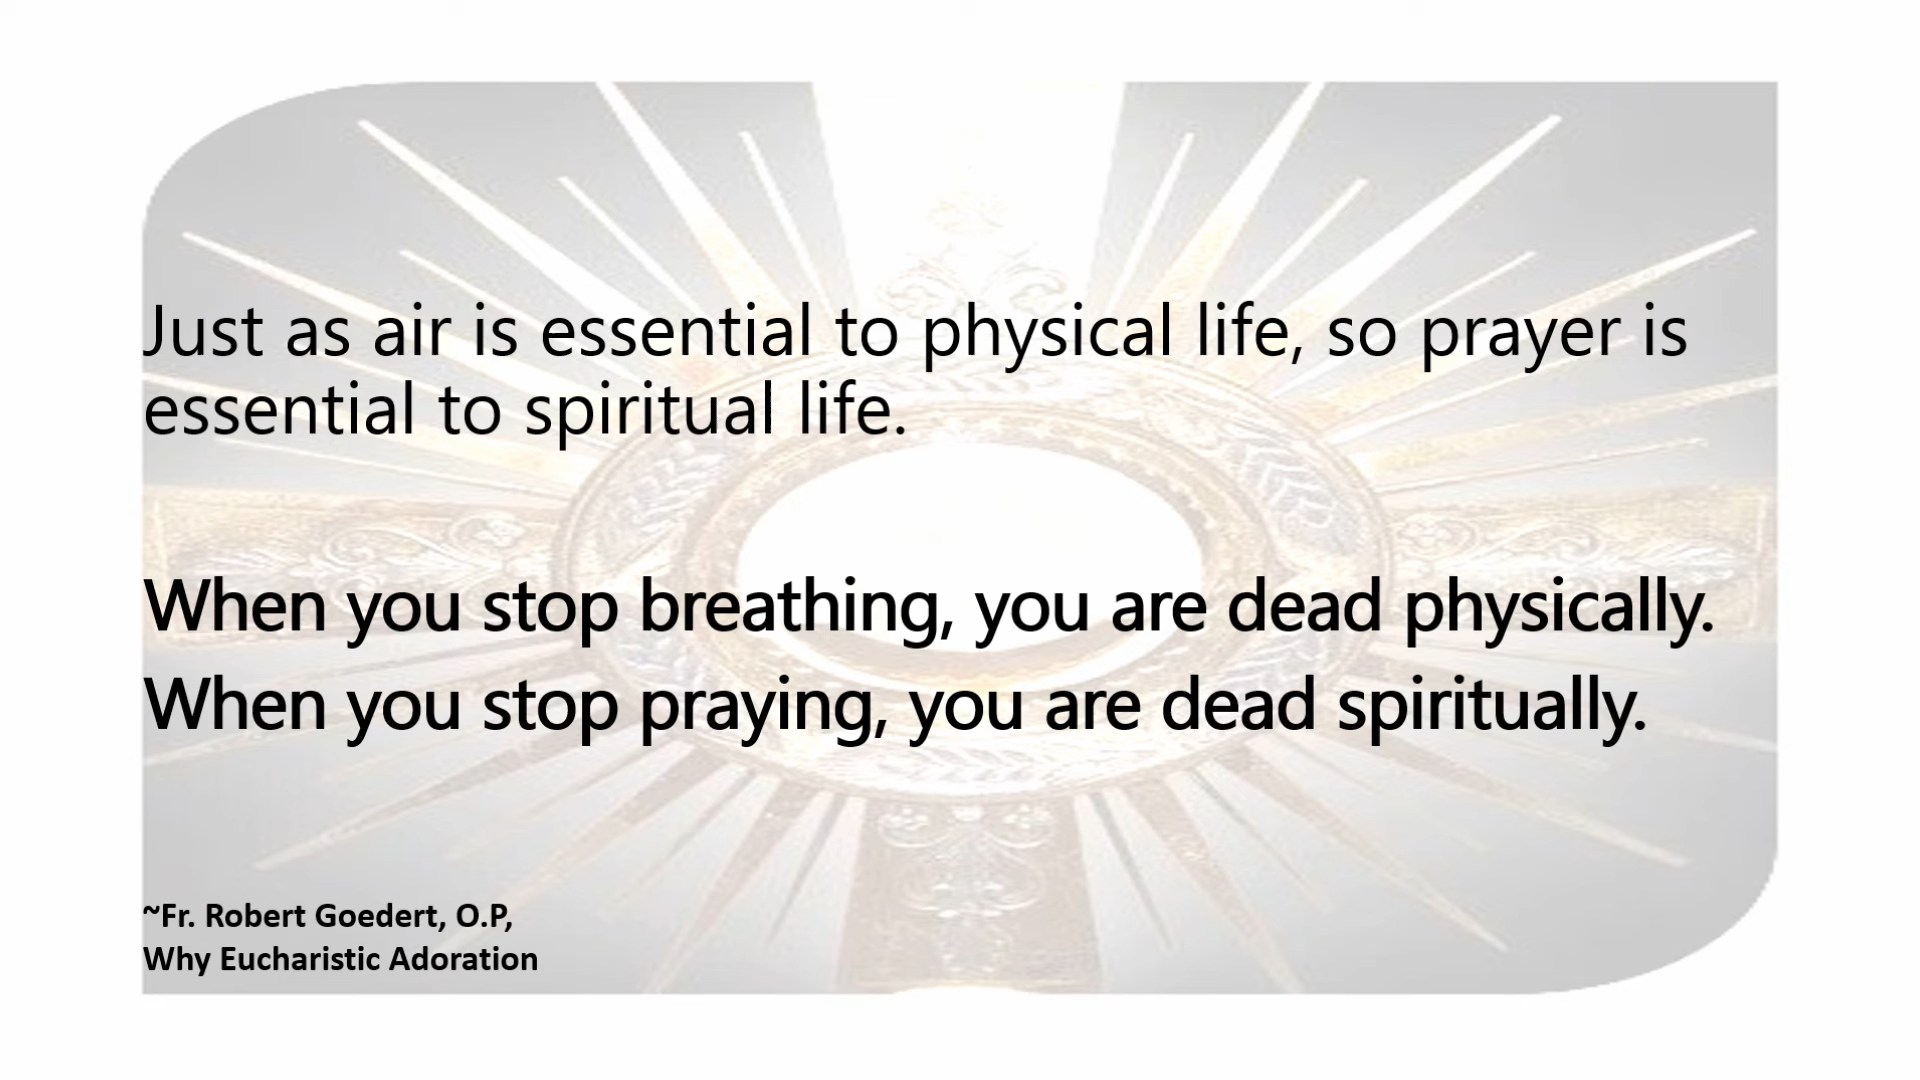 Just as air is essential to physical life, so prayer is
essential to spiritual life.
When you stop breathing, you are dead physically.
When you stop praying, you are dead spiritually.
~Fr. Robert Goedert, O.P,
Why Eucharistic Adoration